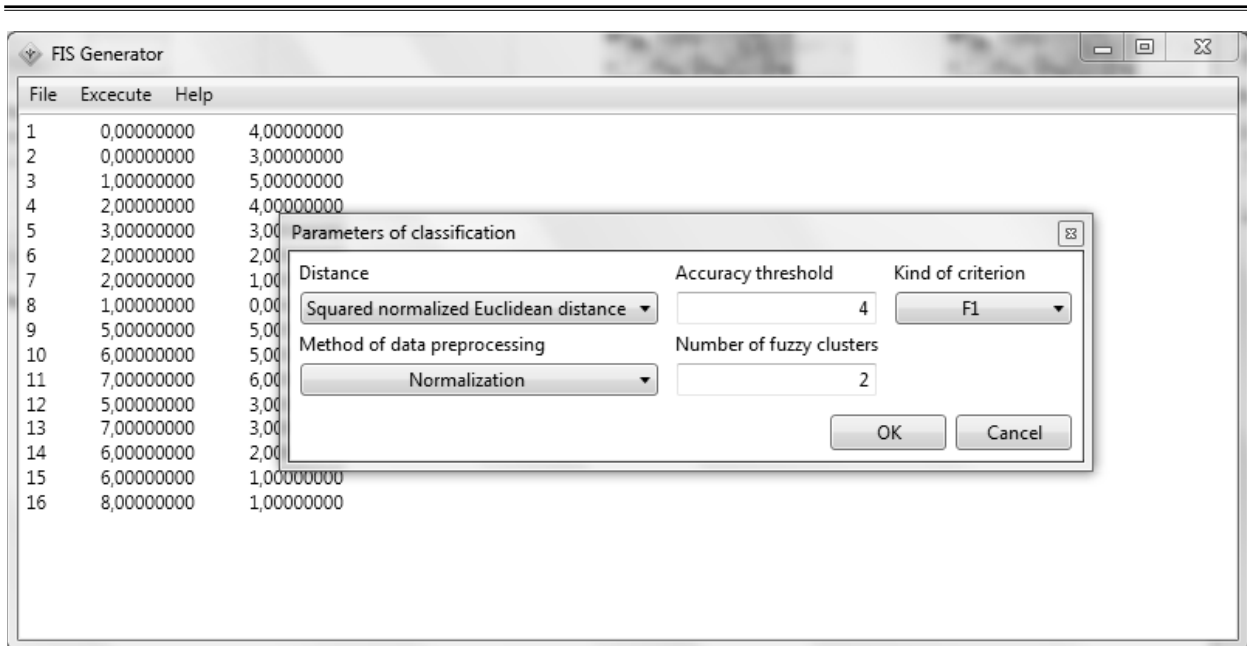 FIS Generator
File Excecute Help
1 0,00000000 4,00000000
2 0,00000000 3,00000000
3 1,00000000 5,00000000
4 2,00000000 4,00000000
5 3,00000000 3,00
6 2,00000000 2,00
7 2,00000000 1,00
8 1,00000000 0,00
9 5,00000000 5,00
10 6,00000000 5,00
11 7,00000000 6,00
12 5,00000000 3,00
13 7,00000000 3,00
14 6,00000000 2,00
15 6,00000000 1,00000000
16 8,00000000 1,00000000
Parameters of classification
Distance Accuracy threshold Kind of criterion
Squared normalized Euclidean distance 4 F1
Method of data preprocessing Number of fuzzy clusters
Normalization 2
OK Cancel